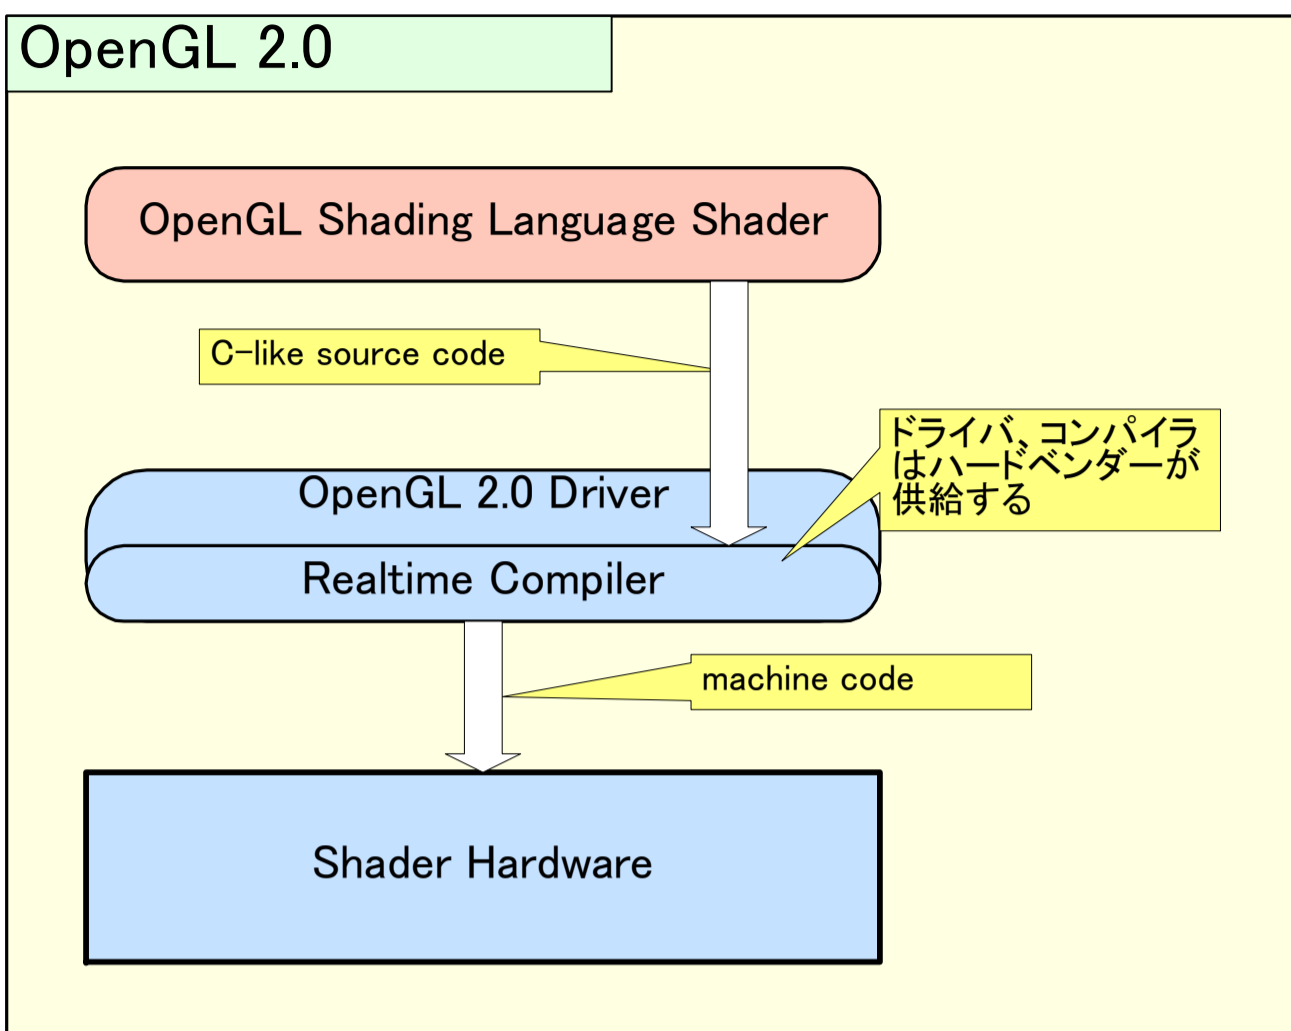 OpenGL 2.0
OpenGL Shading Language Shader
C-like source code
ドライバ、コンパイラ
はハードベンダーが
供給する
OpenGL 2.0 Driver
Realtime Compiler
machine code
Shader Hardware